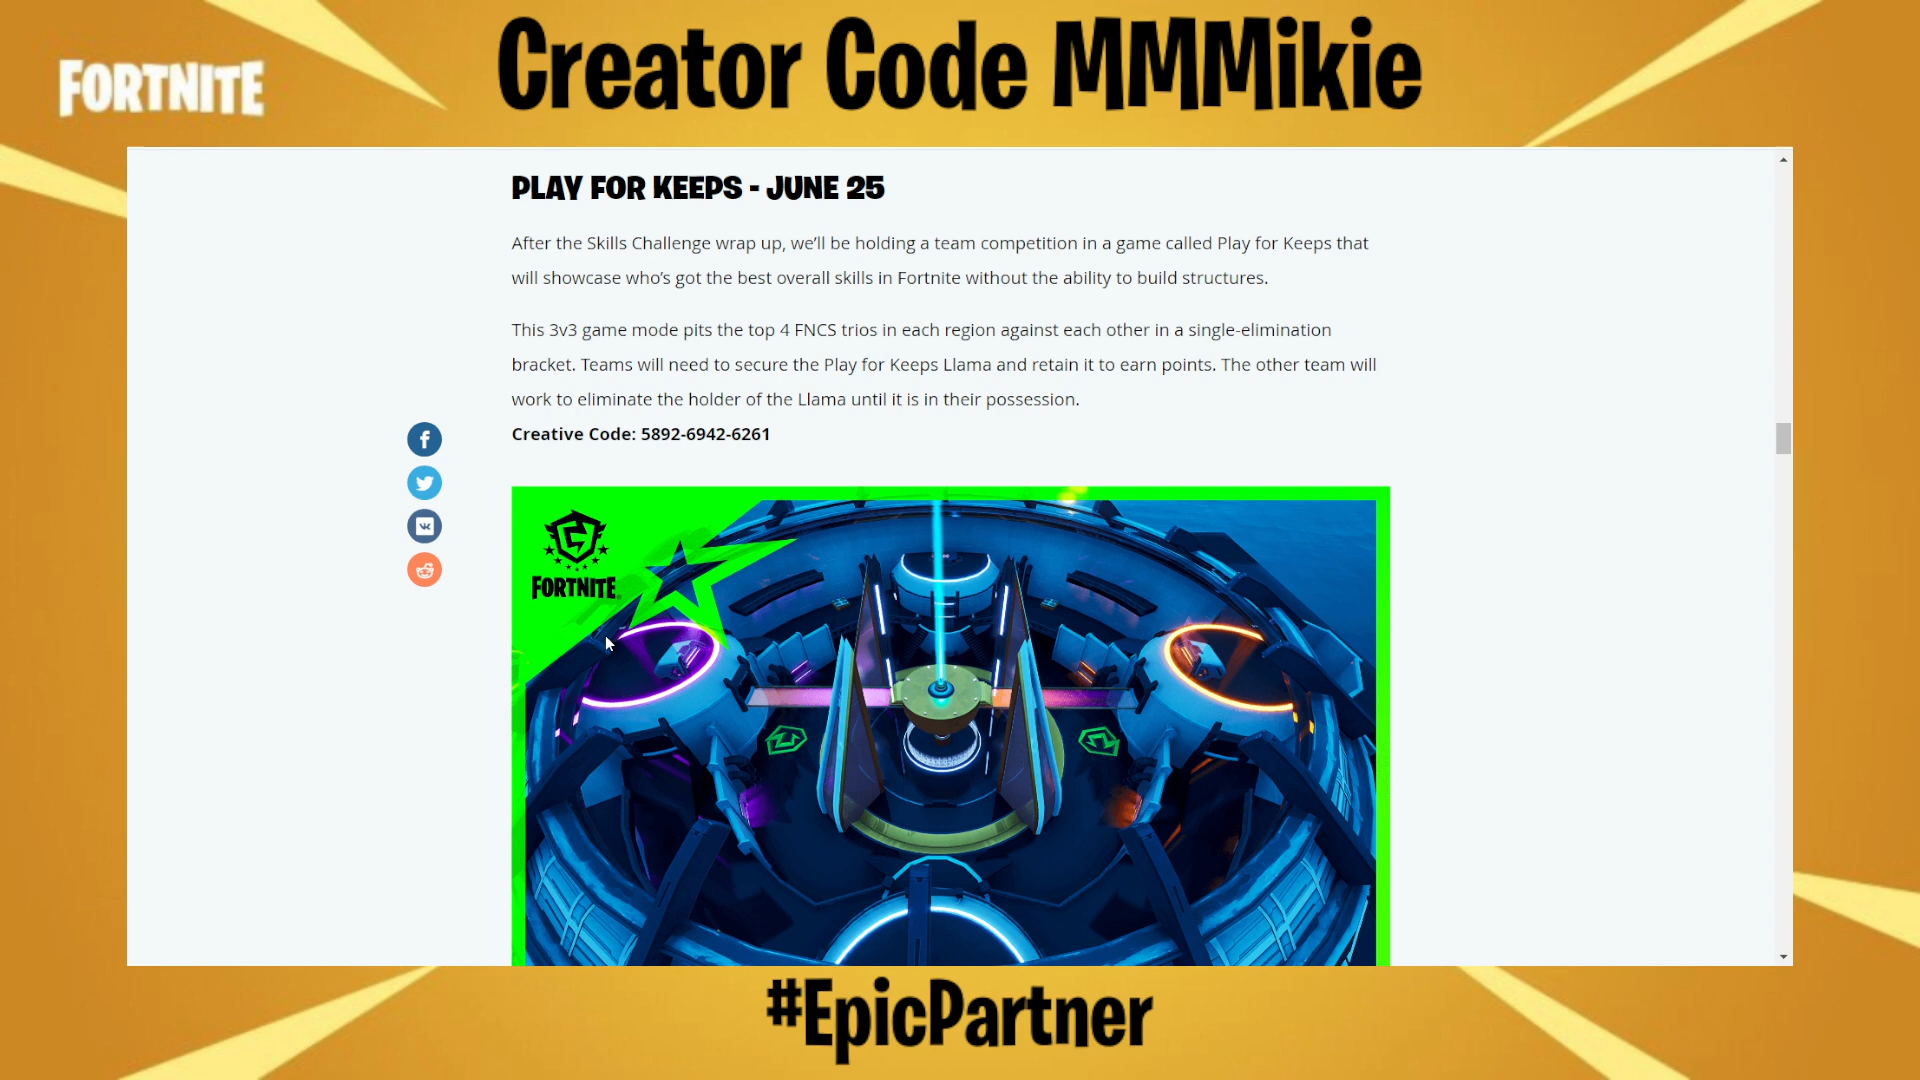 Creator Code MMMikie
FORTNITE
PLAY FOR KEEPS - JUNE 25
After the Skills Challenge wrap up, we’ll be holding a team competition in a game called Play for Keeps that
will showcase who’s got the best overall skills in Fortnite without the ability to build structures.
This 3v3 game mode pits the top 4 FNCS trios in each region against each other in a single-elimination
bracket. Teams will need to secure the Play for Keeps Llama and retain it to earn points. The other team will
work to eliminate the holder of the Llama until it is in their possession.
Creative Code: 5892-6942-6261
FORTNITE
#EpicPartner